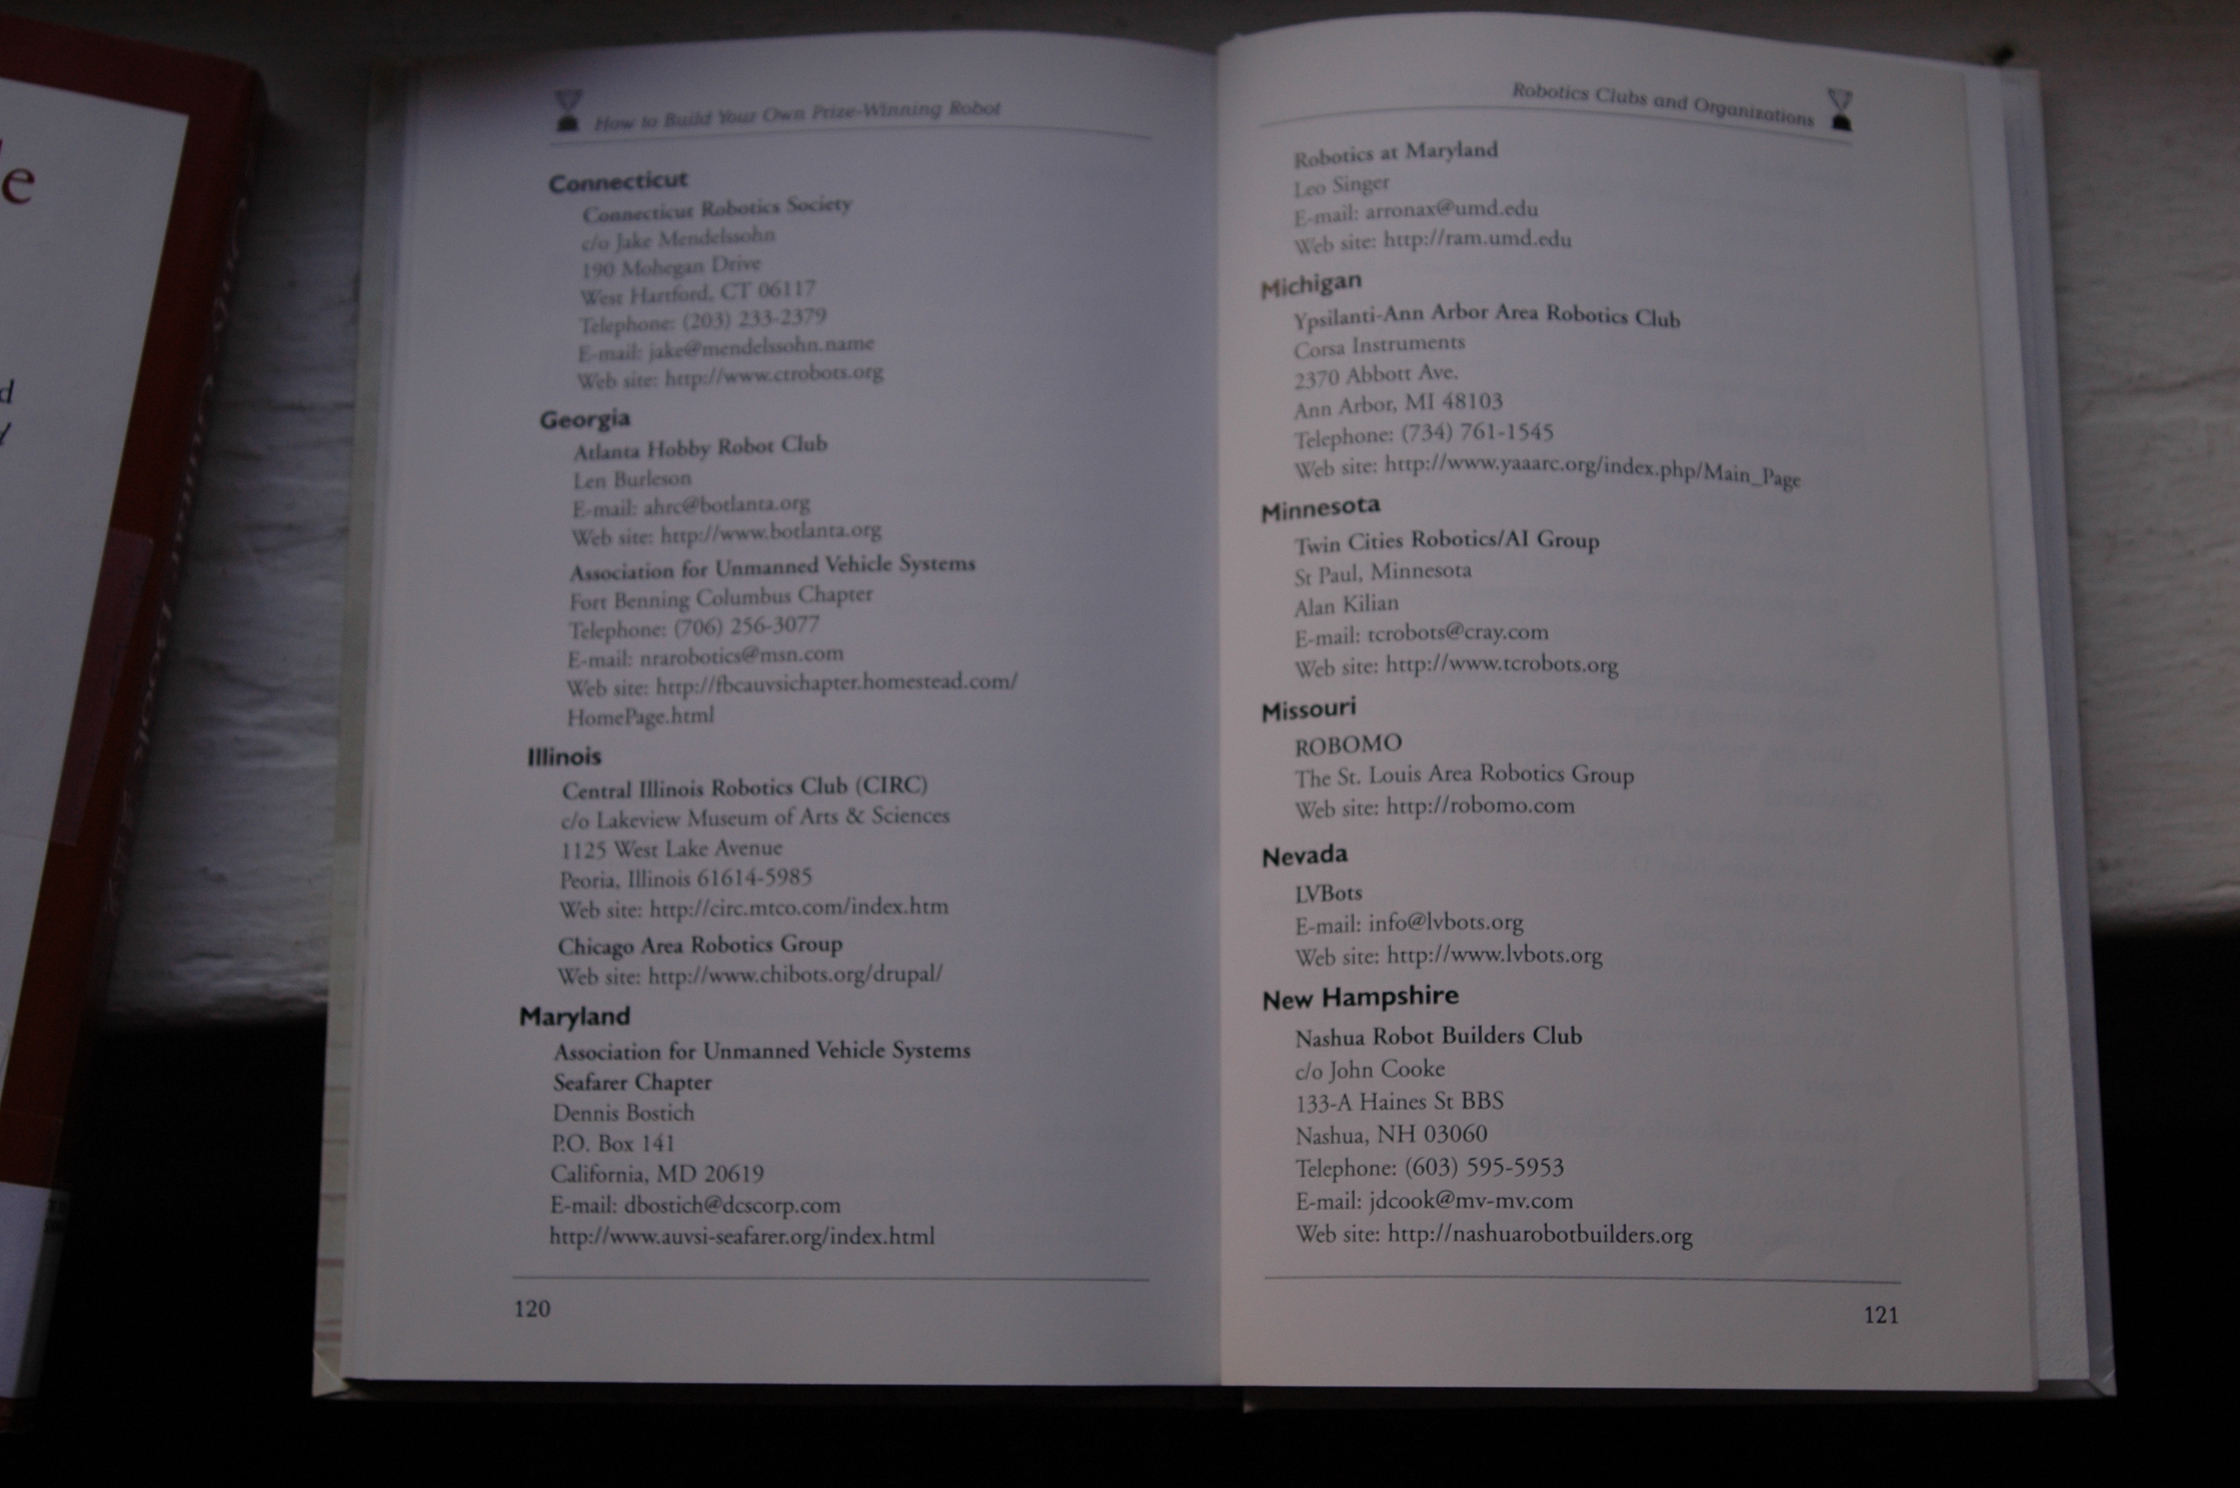 How to Build Your Own Prize-Winning Robot
Connecticut
Connecticut Robotics Society
c/o Jake Mendelssohn
190 Mohegan Drive
West Hartford, CT 06117
Telephone: (203) 233-2379
E-mail: jake@mendelssohn.name
Web site: http://www.ctrobots.org
Georgia
Atlanta Hobby Robot Club
Len Burleson
E-mail: ahrc@botlanta.org
Web site: http://www.botlanta.org
Association for Unmanned Vehicle Systems
Fort Benning Columbus Chapter
Telephone: (706) 256-3077
E-mail: nrarobotics@msn.com
Web site: http://fbcauvsichapter.homestead.com/
HomePage.html
Illinois
Central Illinois Robotics Club (CIRC)
c/o Lakeview Museum of Arts & Sciences
1125 West Lake Avenue
Peoria, Illinois 61614-5985
Web site: http://circ.mtco.com/index.htm
Chicago Area Robotics Group
Web site: http://www.chibots.org/drupal/
Maryland
Association for Unmanned Vehicle Systems
Seafarer Chapter
Dennis Bostich
P.O. Box 141
California, MD 20619
E-mail: dbostich@dcscorp.com
http://www.auvsi-seafarer.org/index.html
120
Robotics Clubs and Organizations
Robotics at Maryland
Leo Singer
E-mail: arronax@umd.edu
Web site: http://ram.umd.edu
Michigan
Ypsilanti-Ann Arbor Area Robotics Club
Corsa Instruments
2370 Abbott Ave.
Ann Arbor, MI 48103
Telephone: (734) 761-1545
Web site: http://www.yaaarc.org/index.php/Main_Page
Minnesota
Twin Cities Robotics/AI Group
St Paul, Minnesota
Alan Kilian
E-mail: tcrobots@cray.com
Web site: http://www.tcrobots.org
Missouri
ROBOMO
The St. Louis Area Robotics Group
Web site: http://robomo.com
Nevada
LVBots
E-mail: info@lvbots.org
Web site: http://www.lvbots.org
New Hampshire
Nashua Robot Builders Club
c/o John Cooke
133-A Haines St BBS
Nashua, NH 03060
Telephone: (603) 595-5953
E-mail: jdcook@mv-mv.com
Web site: http://nashuarobotbuilders.org
121
Only Guitar Book